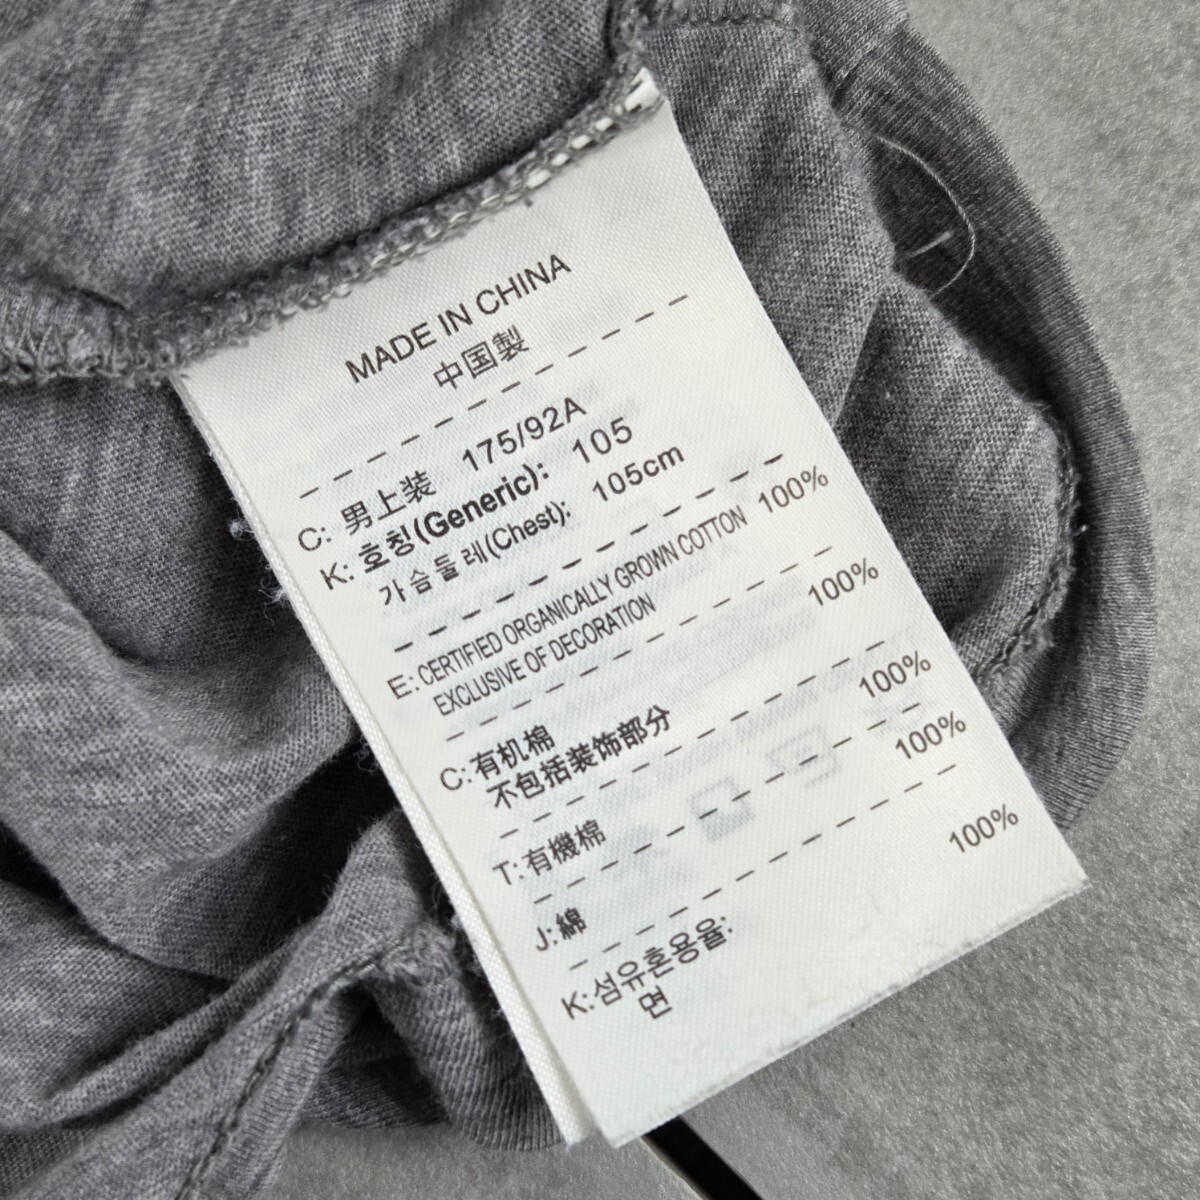 MADE IN CHINA
中国製
C: 男上装 175/92A
K: 호칭(Generic): 105
가슴둘레(Chest): 105cm
E: CERTIFIED ORGANICALLY GROWN COTTON 100%
EXCLUSIVE OF DECORATION
C: 有机棉 100%
不包括装饰部分
T: 有機棉 100%
J: 綿 100%
K: 섬유혼용율:
면 100%